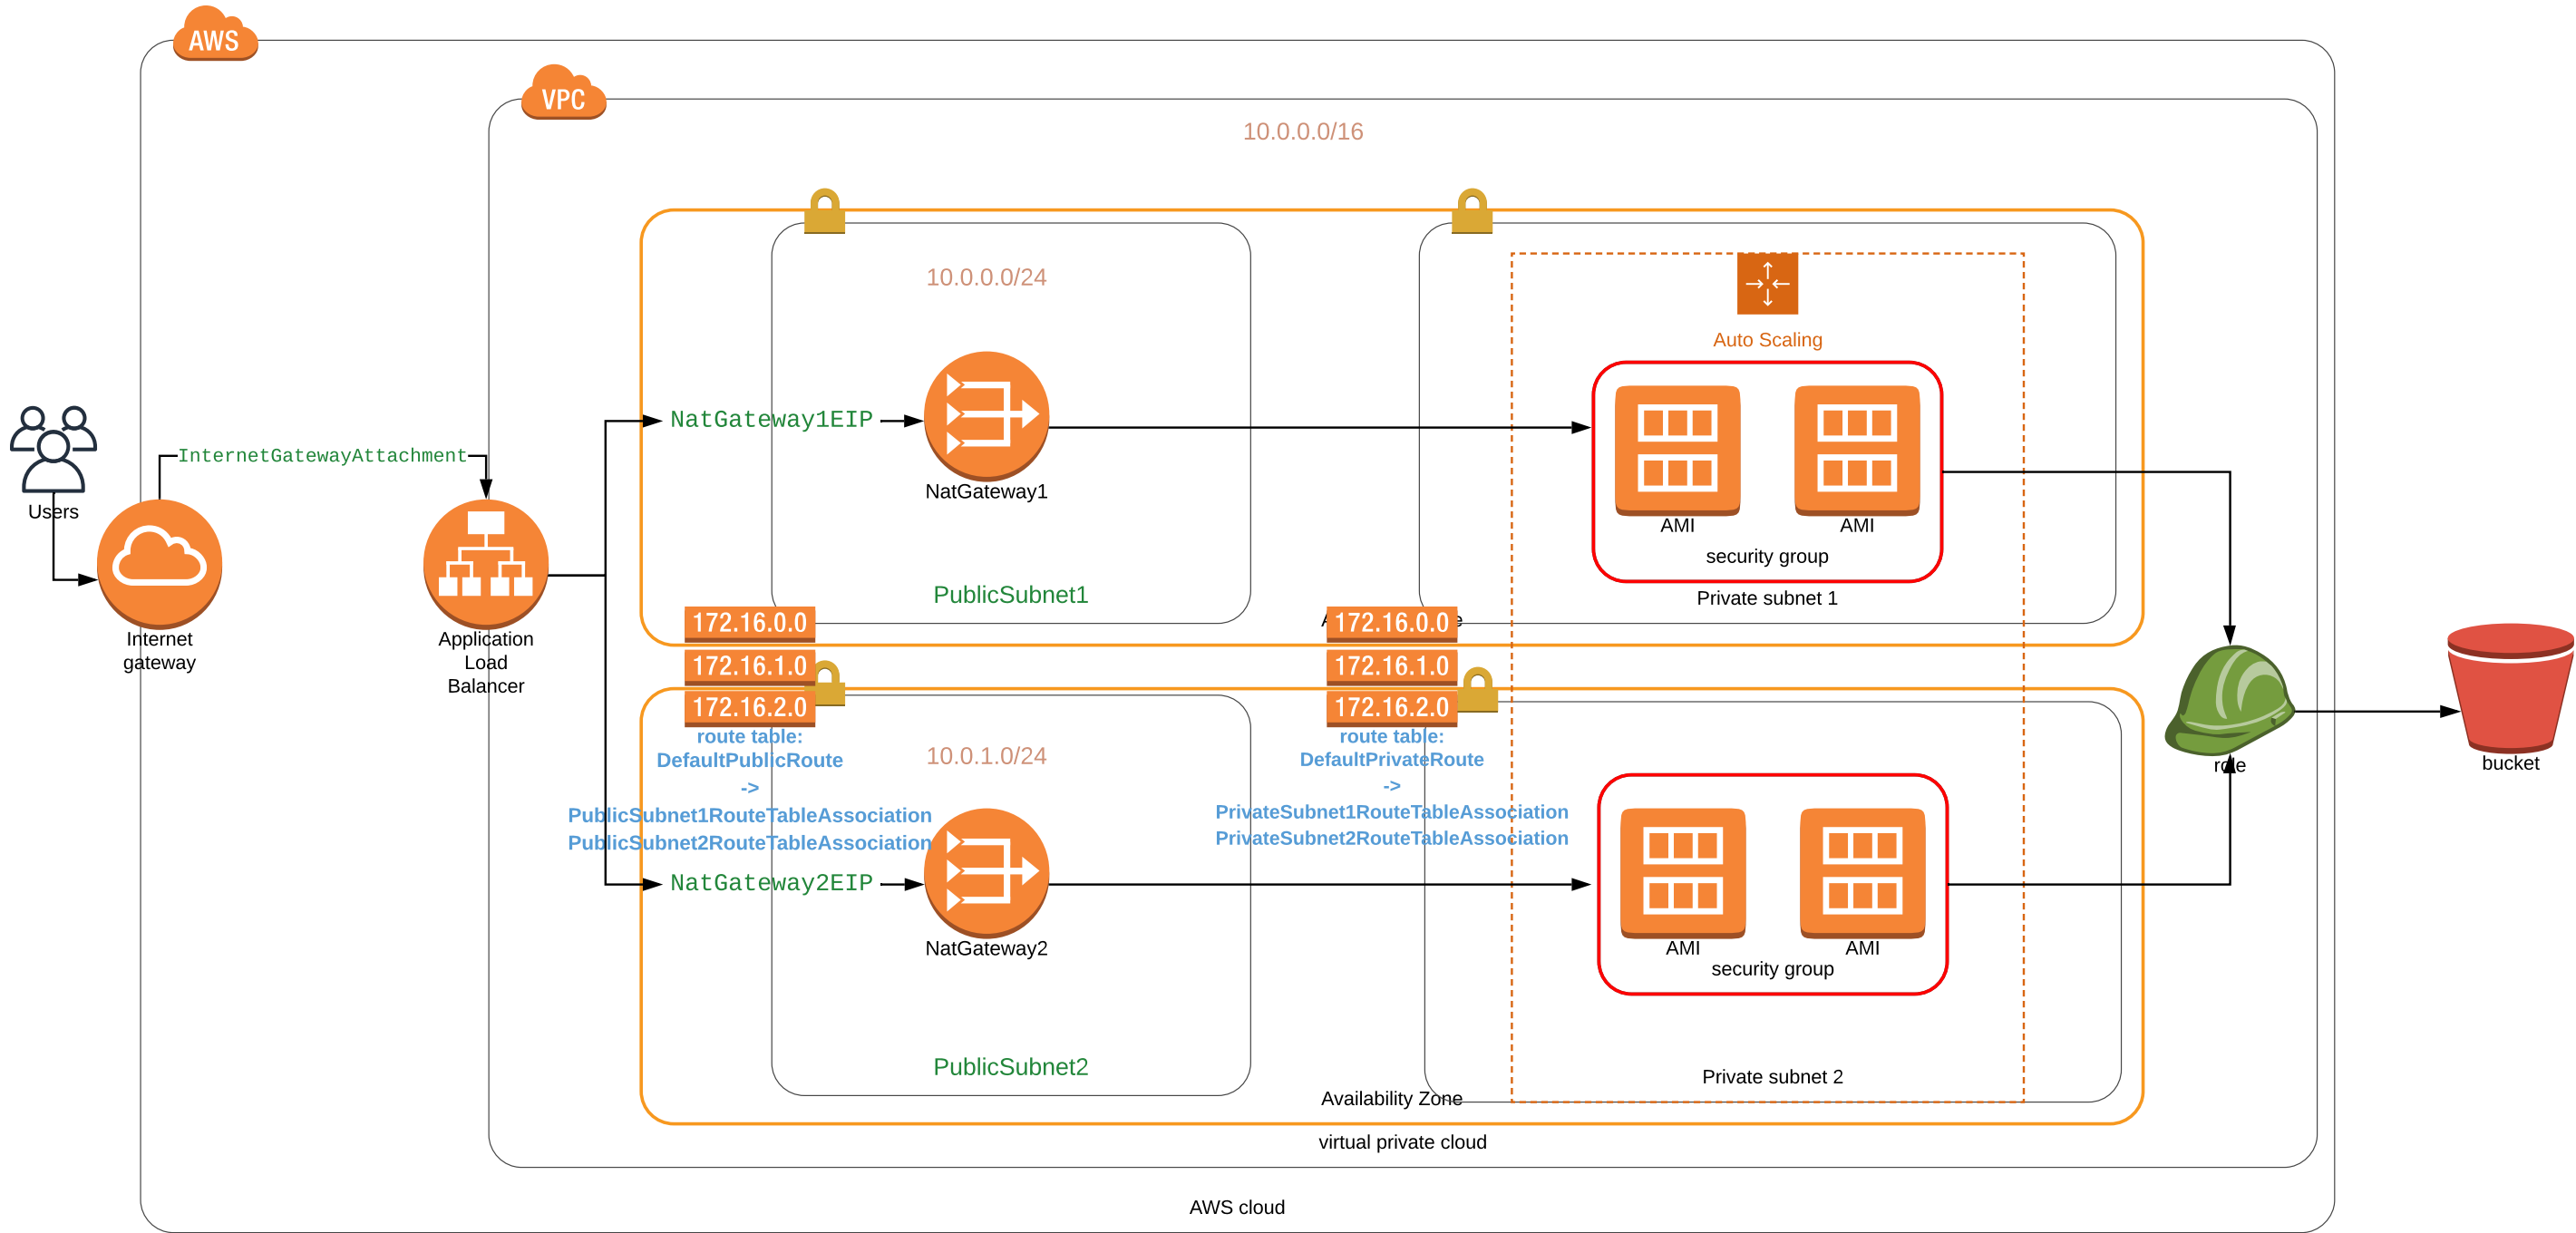 AWS
VPC
10.0.0.0/16
10.0.0.0/24
Auto Scaling
NatGateway1EIP
InternetGatewayAttachment
NatGateway1
Users
AMI
AMI
security group
PublicSubnet1
Private subnet 1
172.16.0.0
172.16.1.0
172.16.2.0
172.16.0.0
172.16.1.0
172.16.2.0
Internet
gateway
Application
Load
Balancer
route table:
DefaultPublicRoute
->
PublicSubnet1RouteTableAssociation
PublicSubnet2RouteTableAssociation
10.0.1.0/24
route table:
DefaultPrivateRoute
->
PrivateSubnet1RouteTableAssociation
PrivateSubnet2RouteTableAssociation
role
bucket
NatGateway2EIP
NatGateway2
AMI
AMI
security group
PublicSubnet2
Private subnet 2
Availability Zone
virtual private cloud
AWS cloud